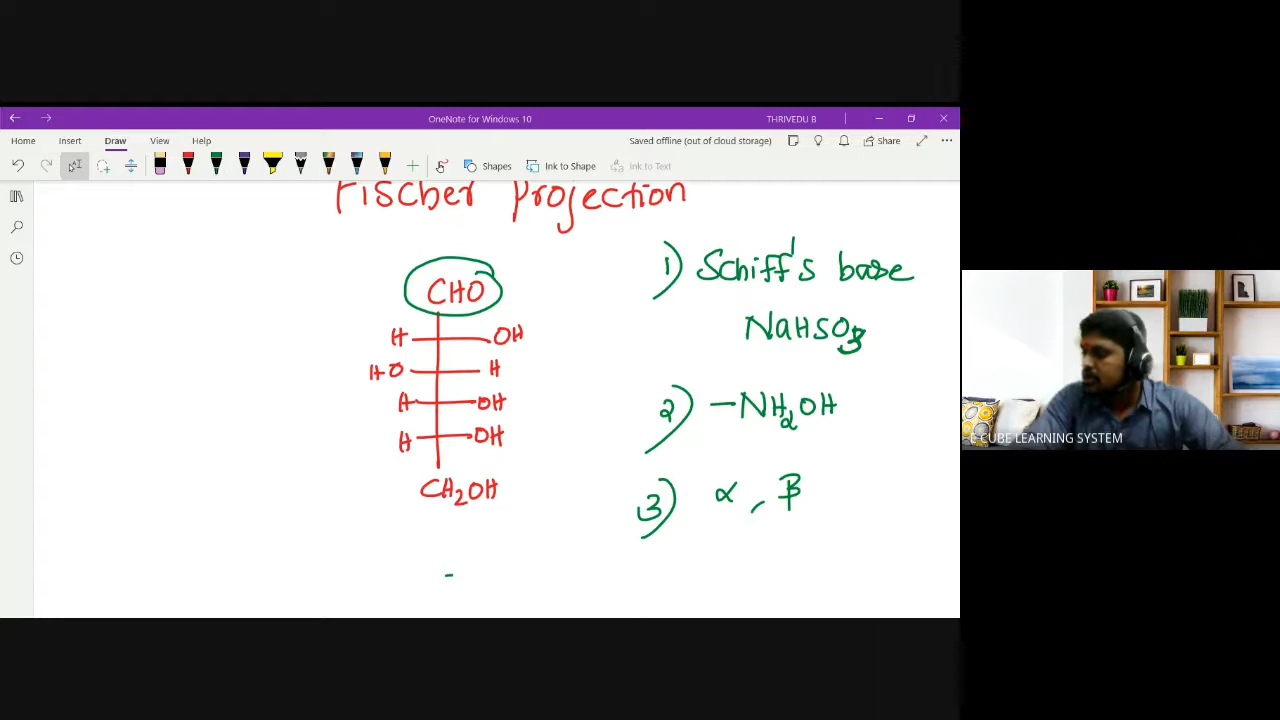 OneNote for Windows 10
THRIVEDU B
Home Insert Draw View Help
Saved offline (out of cloud storage)
Share
Shapes
Ink to Shape
Ink to Text
Fischer Projection
CHO
H OH
HO H
H OH
H OH
CH2OH
1) Schiff's base
NaHSO3
2) -NH2OH
3) α, β
E CUBE LEARNING SYSTEM